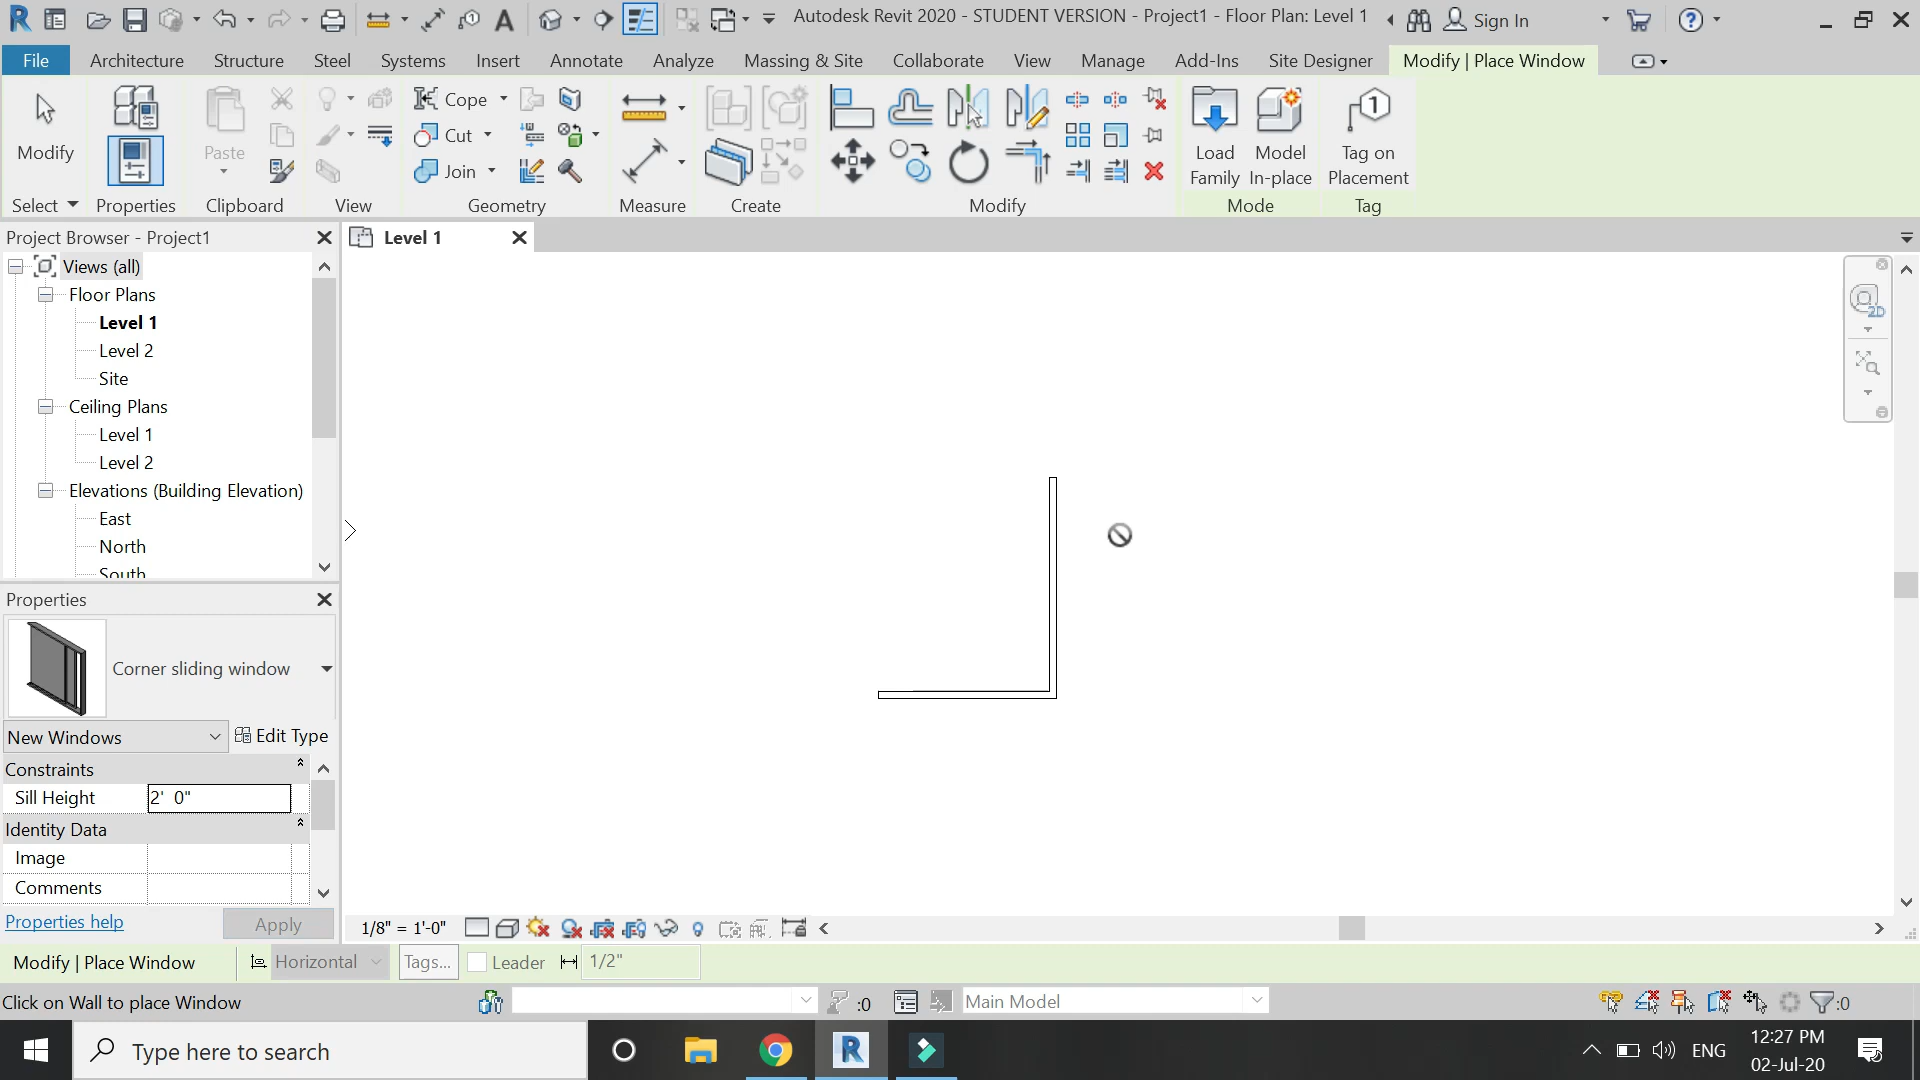 Autodesk Revit 2020 - STUDENT VERSION - Project1 - Floor Plan: Level 1
Sign In
File
Architecture
Structure
Steel
Systems
Insert
Annotate
Analyze
Massing & Site
Collaborate
View
Manage
Add-Ins
Site Designer
Modify | Place Window
Modify
Paste
Cope
Cut
Join
Load
Family
Model
In-place
Tag on
Placement
Select
Properties
Clipboard
View
Geometry
Measure
Create
Modify
Mode
Tag
Project Browser - Project1
Level 1
Views (all)
Floor Plans
Level 1
Level 2
Site
Ceiling Plans
Level 1
Level 2
Elevations (Building Elevation)
East
North
South
2D
Properties
Corner sliding window
New Windows
Edit Type
Constraints
Sill Height
2'  0"
Identity Data
Image
Comments
Properties help
Apply
1/8" = 1'-0"
Modify | Place Window
Horizontal
Tags...
Leader
1/2"
Click on Wall to place Window
:0
Main Model
:0
Type here to search
ENG
12:27 PM
02-Jul-20